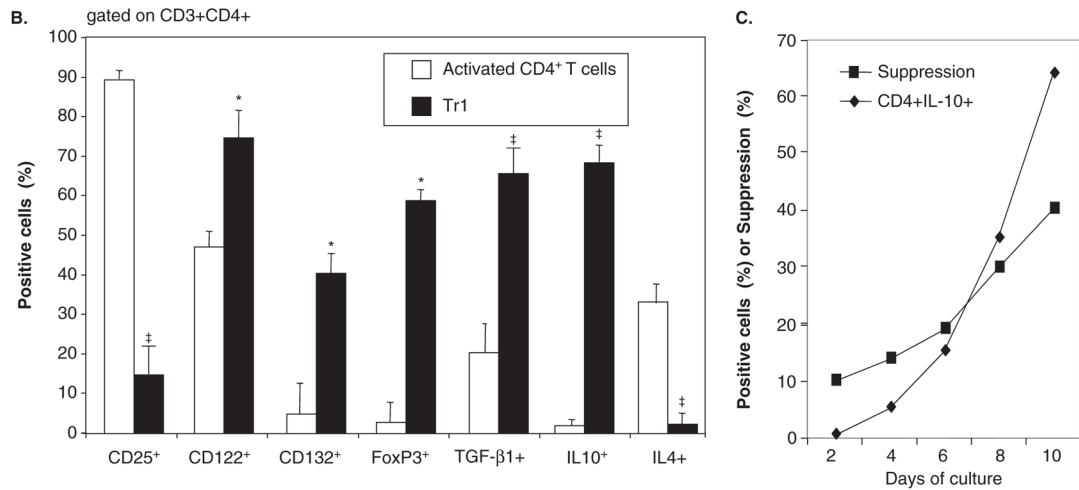 B.
gated on CD3+CD4+
Positive cells (%)
100
90
80
70
60
50
40
30
20
10
0
Activated CD4⁺ T cells
Tr1
‡
*
*
*
‡
‡
‡
CD25⁺
CD122⁺
CD132⁺
FoxP3⁺
TGF-β1+
IL10⁺
IL4+
C.
Positive cells (%) or Suppression (%)
70
60
50
40
30
20
10
0
Suppression
CD4+IL-10+
2
4
6
8
10
Days of culture